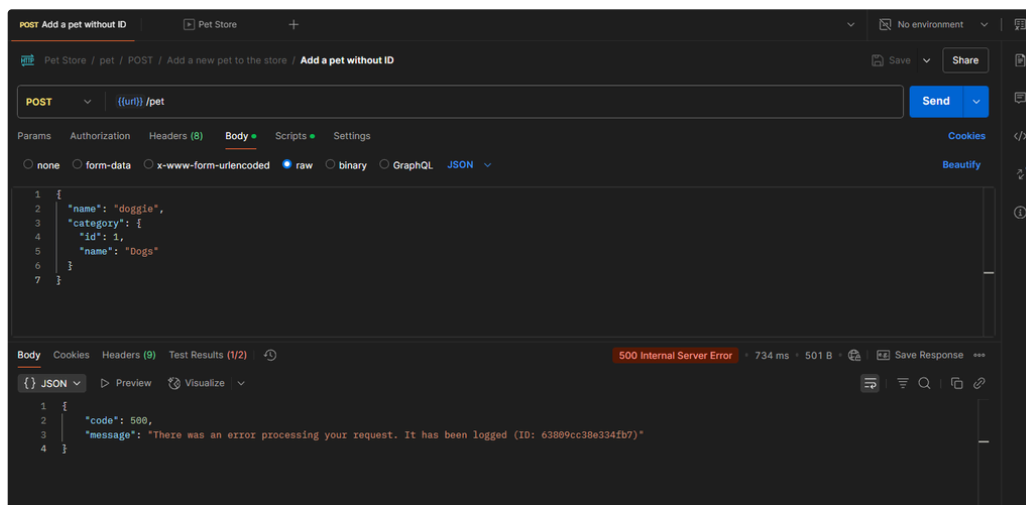 POST Add a pet without ID Pet Store + No environment
HTTP Pet Store / pet / POST / Add a new pet to the store / Add a pet without ID Save Share
POST {{url}} /pet Send
Params Authorization Headers (8) Body Scripts Settings Cookies
none form-data x-www-form-urlencoded raw binary GraphQL JSON Beautify
1 {
2 "name": "doggie",
3 "category": {
4 "id": 1,
5 "name": "Dogs"
6 }
7 }
Body Cookies Headers (9) Test Results (1/2) 500 Internal Server Error 734 ms 501 B Save Response
{} JSON Preview Visualize
1 {
2 "code": 500,
3 "message": "There was an error processing your request. It has been logged (ID: 63809cc38e334fb7)"
4 }